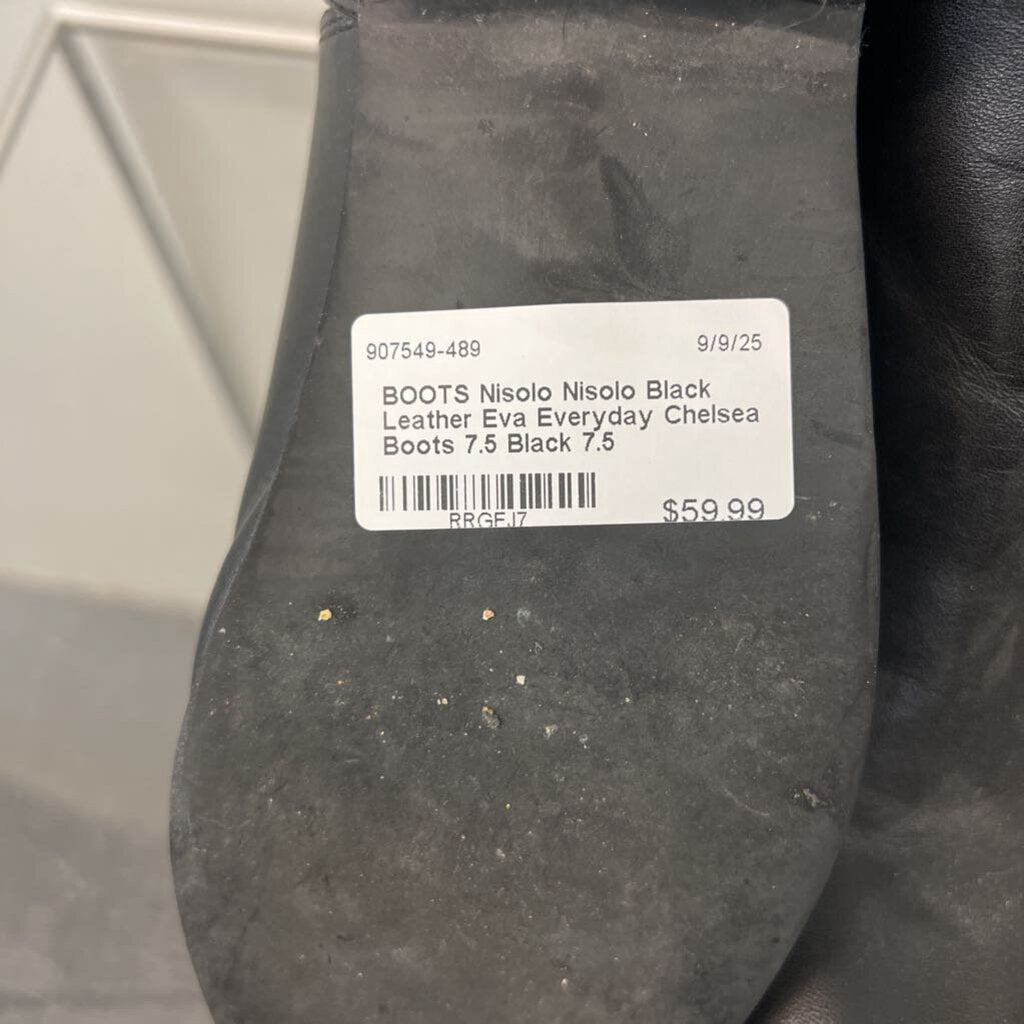 907549-489 9/9/25
BOOTS Nisolo Nisolo Black
Leather Eva Everyday Chelsea
Boots 7.5 Black 7.5
RRGFJ7 $59.99